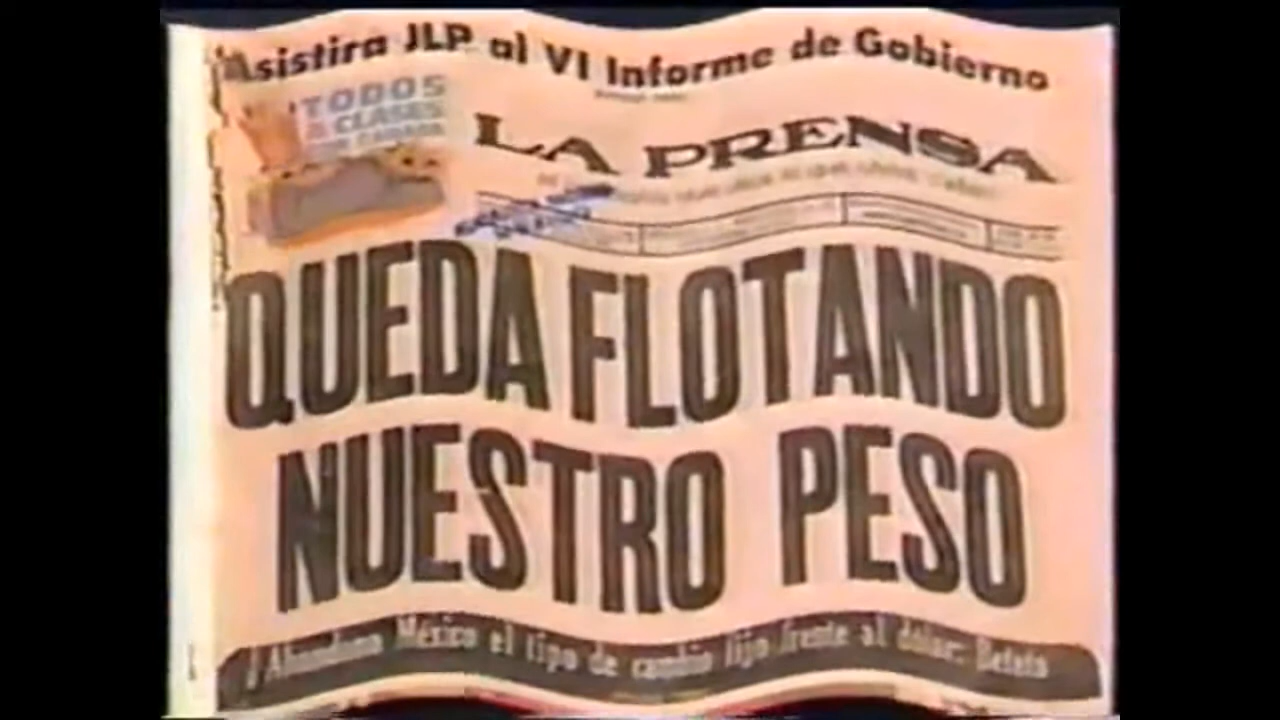 Asistira JLP al VI Informe de Gobierno
TODOS
A CLASES
LA PRENSA
QUEDA FLOTANDO
NUESTRO PESO
¡Abandona México el tipo de cambio fijo frente al dólar: Beteta